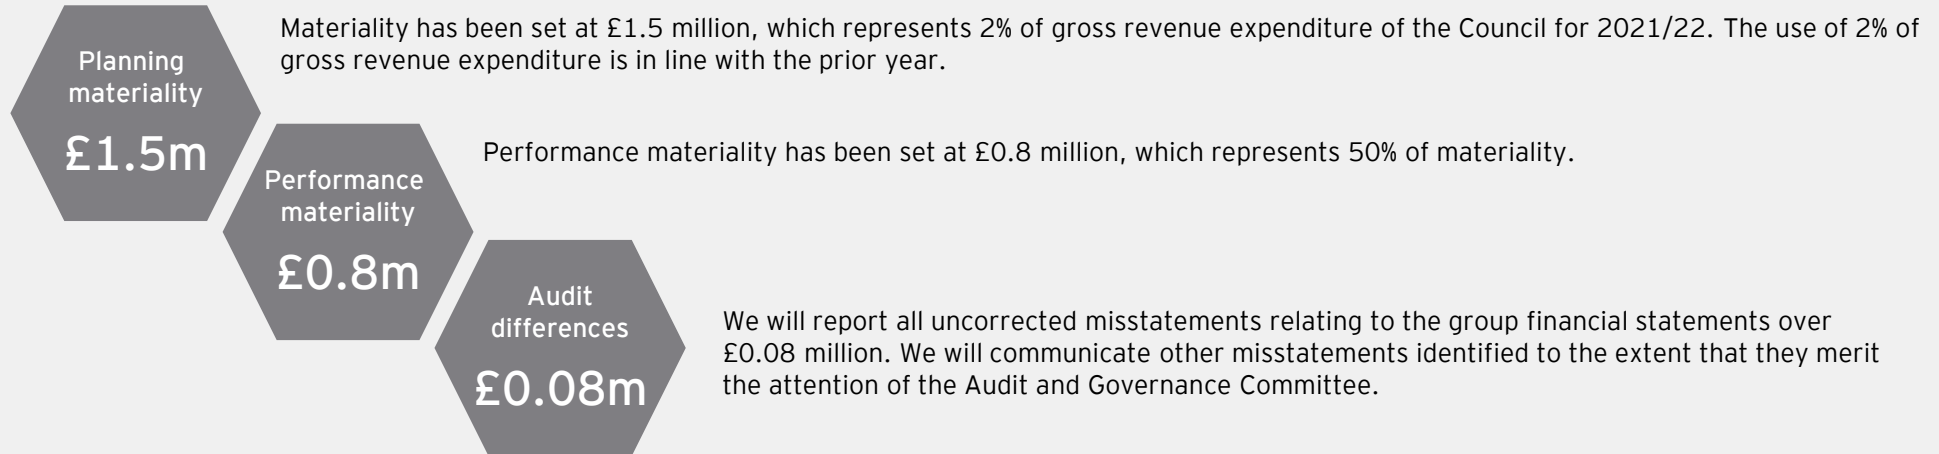 Planning
materiality
£1.5m
Materiality has been set at £1.5 million, which represents 2% of gross revenue expenditure of the Council for 2021/22. The use of 2% of
gross revenue expenditure is in line with the prior year.
Performance
materiality
£0.8m
Performance materiality has been set at £0.8 million, which represents 50% of materiality.
Audit
differences
£0.08m
We will report all uncorrected misstatements relating to the group financial statements over
£0.08 million. We will communicate other misstatements identified to the extent that they merit
the attention of the Audit and Governance Committee.